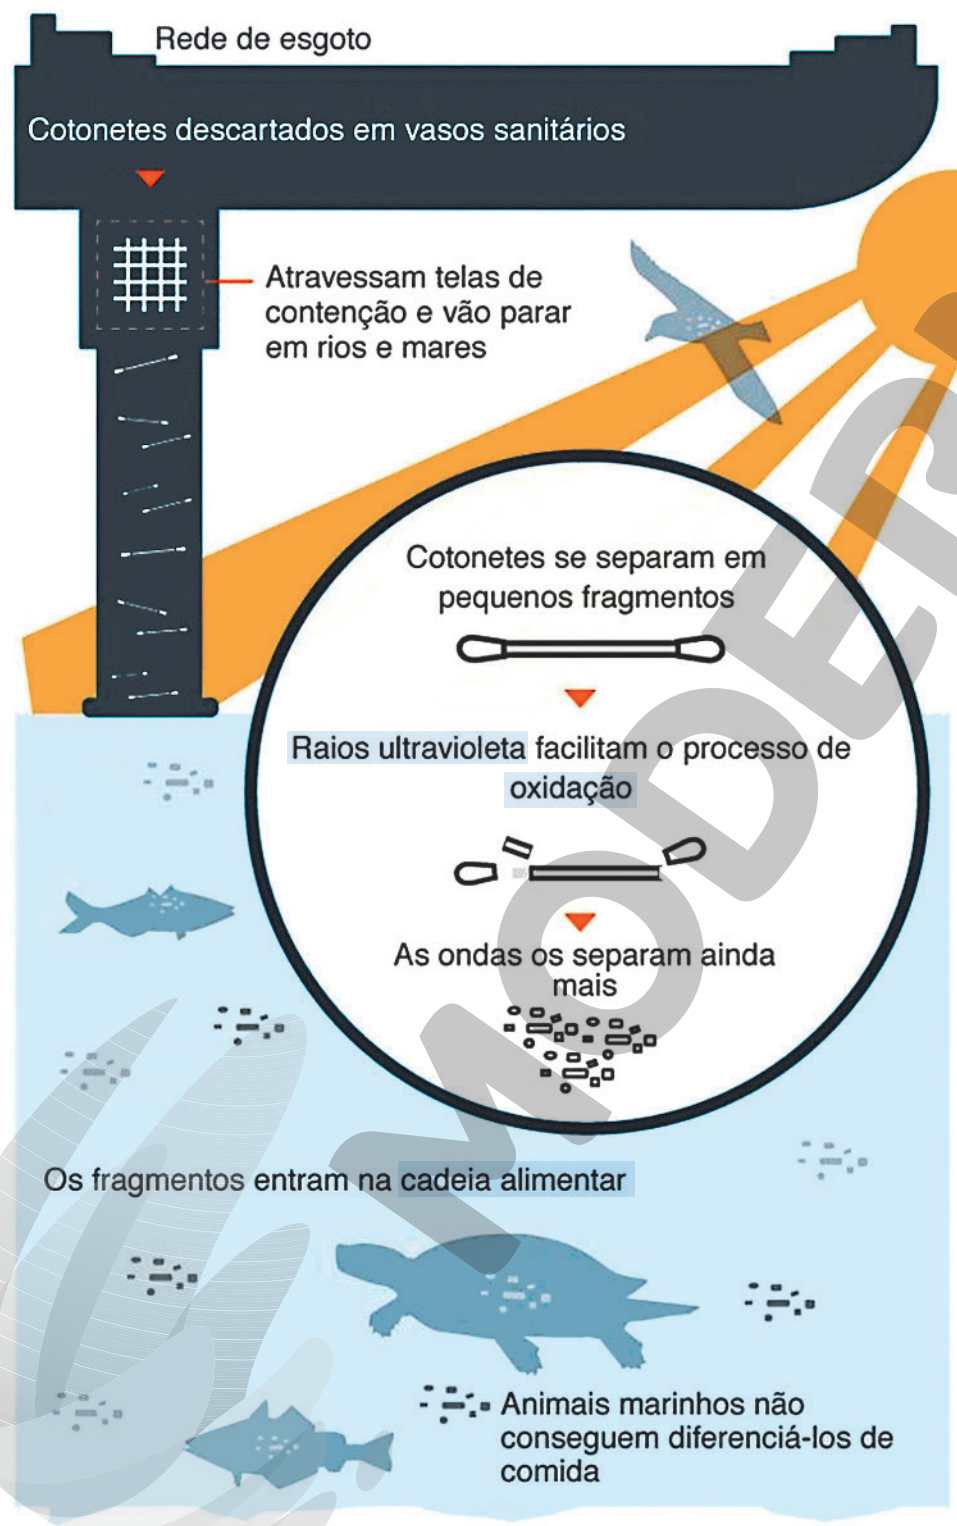 Rede de esgoto
Cotonetes descartados em vasos sanitários
Atravessam telas de
contenção e vão parar
em rios e mares
Cotonetes se separam em
pequenos fragmentos
Raios ultravioleta facilitam o processo de
oxidação
As ondas os separam ainda
mais
Os fragmentos entram na cadeia alimentar
Animais marinhos não
conseguem diferenciá-los de
comida
MODER